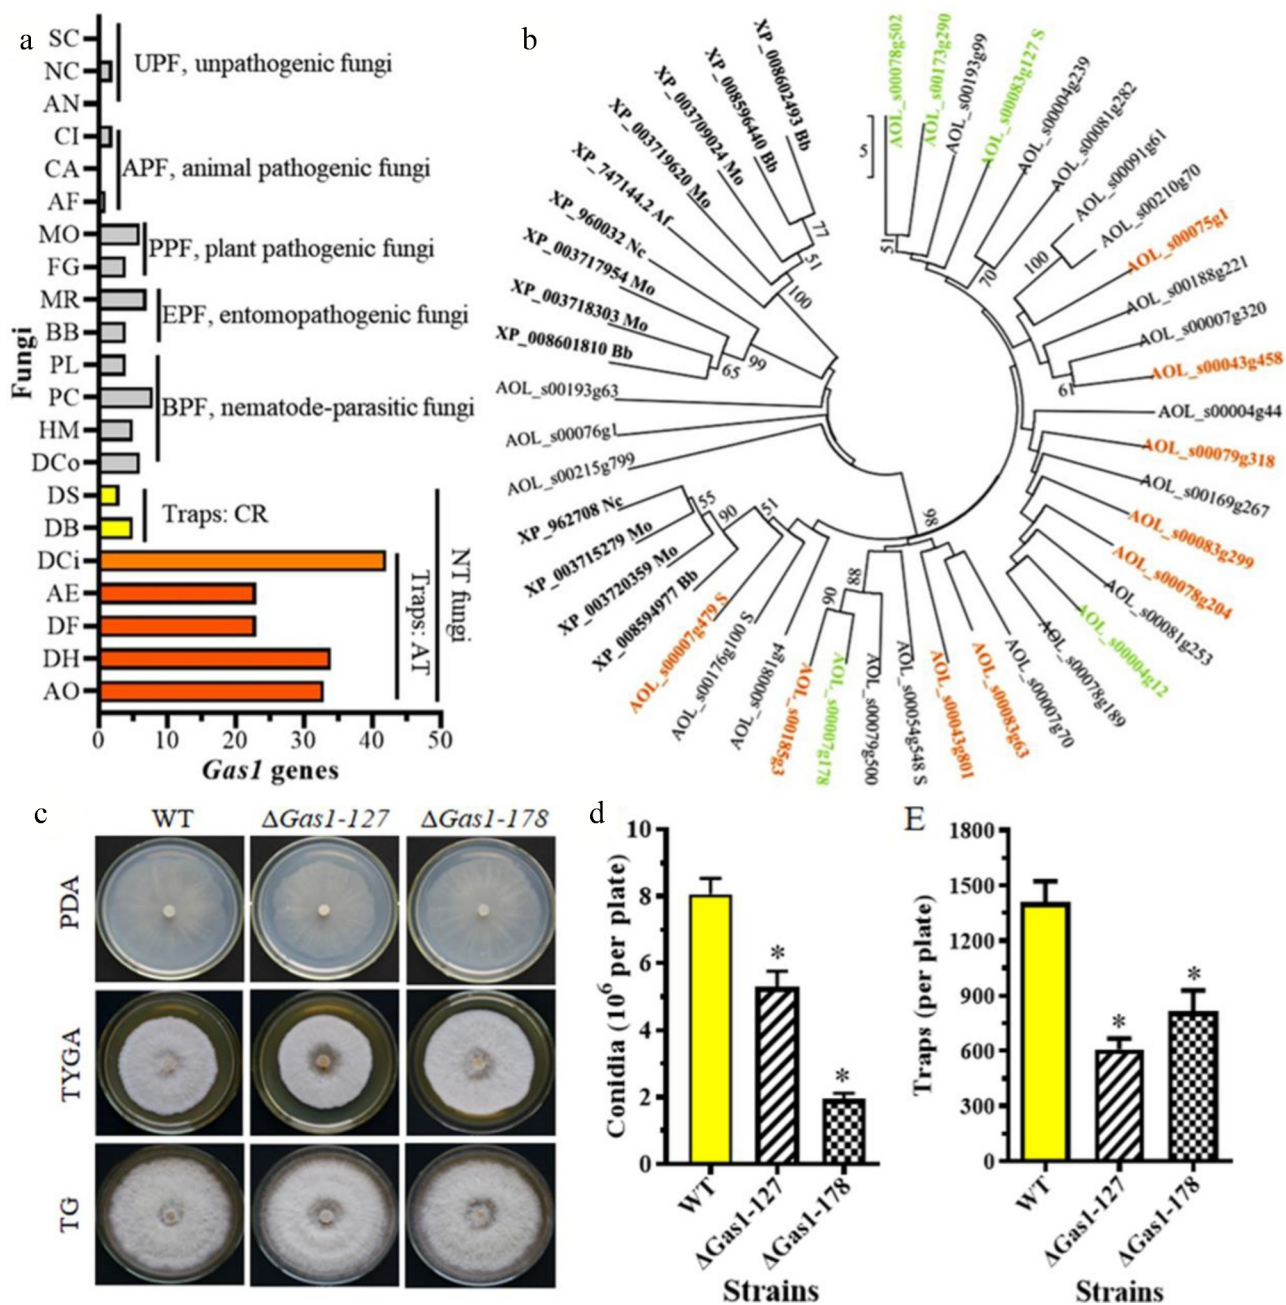 a
SC
NC
AN
UPF, unpathogenic fungi
CI
CA
AF
APF, animal pathogenic fungi
MO
FG
PPF, plant pathogenic fungi
MR
BB
EPF, entomopathogenic fungi
PL
PC
HM
DCo
BPF, nematode-parasitic fungi
DS
DB
Traps: CR
DCi
AE
DF
DH
AO
Traps: AT
NT fungi
Fungi
0 10 20 30 40 50
Gas1 genes
b
XP_008602493 Bb
XP_008596440 Bb
XP_003709024 Mo
XP_003719620 Mo
XP_747144.2 Af
XP_960032 Nc
XP_003717954 Mo
XP_003718303 Mo
XP_008601810 Bb
AOL_s00193g63
AOL_s00076g1
AOL_s00215g799
XP_962708 Nc
XP_003715279 Mo
XP_003720359 Mo
XP_008594977 Bb
AOL_s00007g479 S
AOL_s00176g100 S
AOL_s00081g4
AOL_s00185g3
AOL_s00007g178
AOL_s00079g500
AOL_s00054g548 S
AOL_s00043g801
AOL_s00083g63
AOL_s00007g70
AOL_s00078g189
AOL_s00004g12
AOL_s00081g253
AOL_s00078g204
AOL_s00083g299
AOL_s00169g267
AOL_s00079g318
AOL_s00004g44
AOL_s00043g458
AOL_s00007g320
AOL_s00188g221
AOL_s00075g1
AOL_s00210g70
AOL_s00091g61
AOL_s00081g282
AOL_s00004g239
AOL_s00083g127 S
AOL_s00193g99
AOL_s00173g290
AOL_s00078g502
5
77
51
100
99
65
55
90
51
88
90
98
61
100
70
51
c
WT
ΔGas1-127
ΔGas1-178
PDA
TYGA
TG
d
Conidia (10⁶ per plate)
10
8
6
4
2
0
*
*
WT
ΔGas1-127
ΔGas1-178
Strains
E
Traps (per plate)
1800
1500
1200
900
600
300
0
*
*
WT
ΔGas1-127
ΔGas1-178
Strains